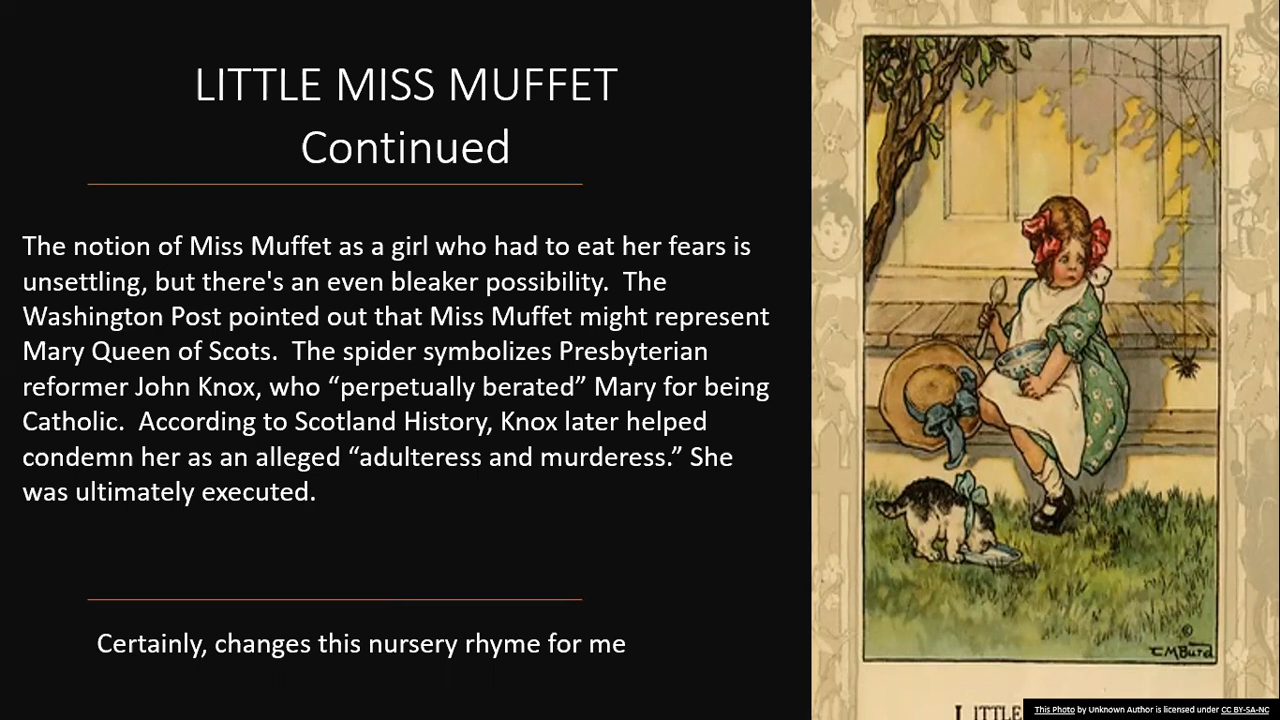 LITTLE MISS MUFFET
Continued
The notion of Miss Muffet as a girl who had to eat her fears is
unsettling, but there's an even bleaker possibility.  The
Washington Post pointed out that Miss Muffet might represent
Mary Queen of Scots.  The spider symbolizes Presbyterian
reformer John Knox, who “perpetually berated” Mary for being
Catholic.  According to Scotland History, Knox later helped
condemn her as an alleged “adulteress and murderess.” She
was ultimately executed.
Certainly, changes this nursery rhyme for me
©
CMBurd
LITTLE
This Photo by Unknown Author is licensed under CC BY-SA-NC